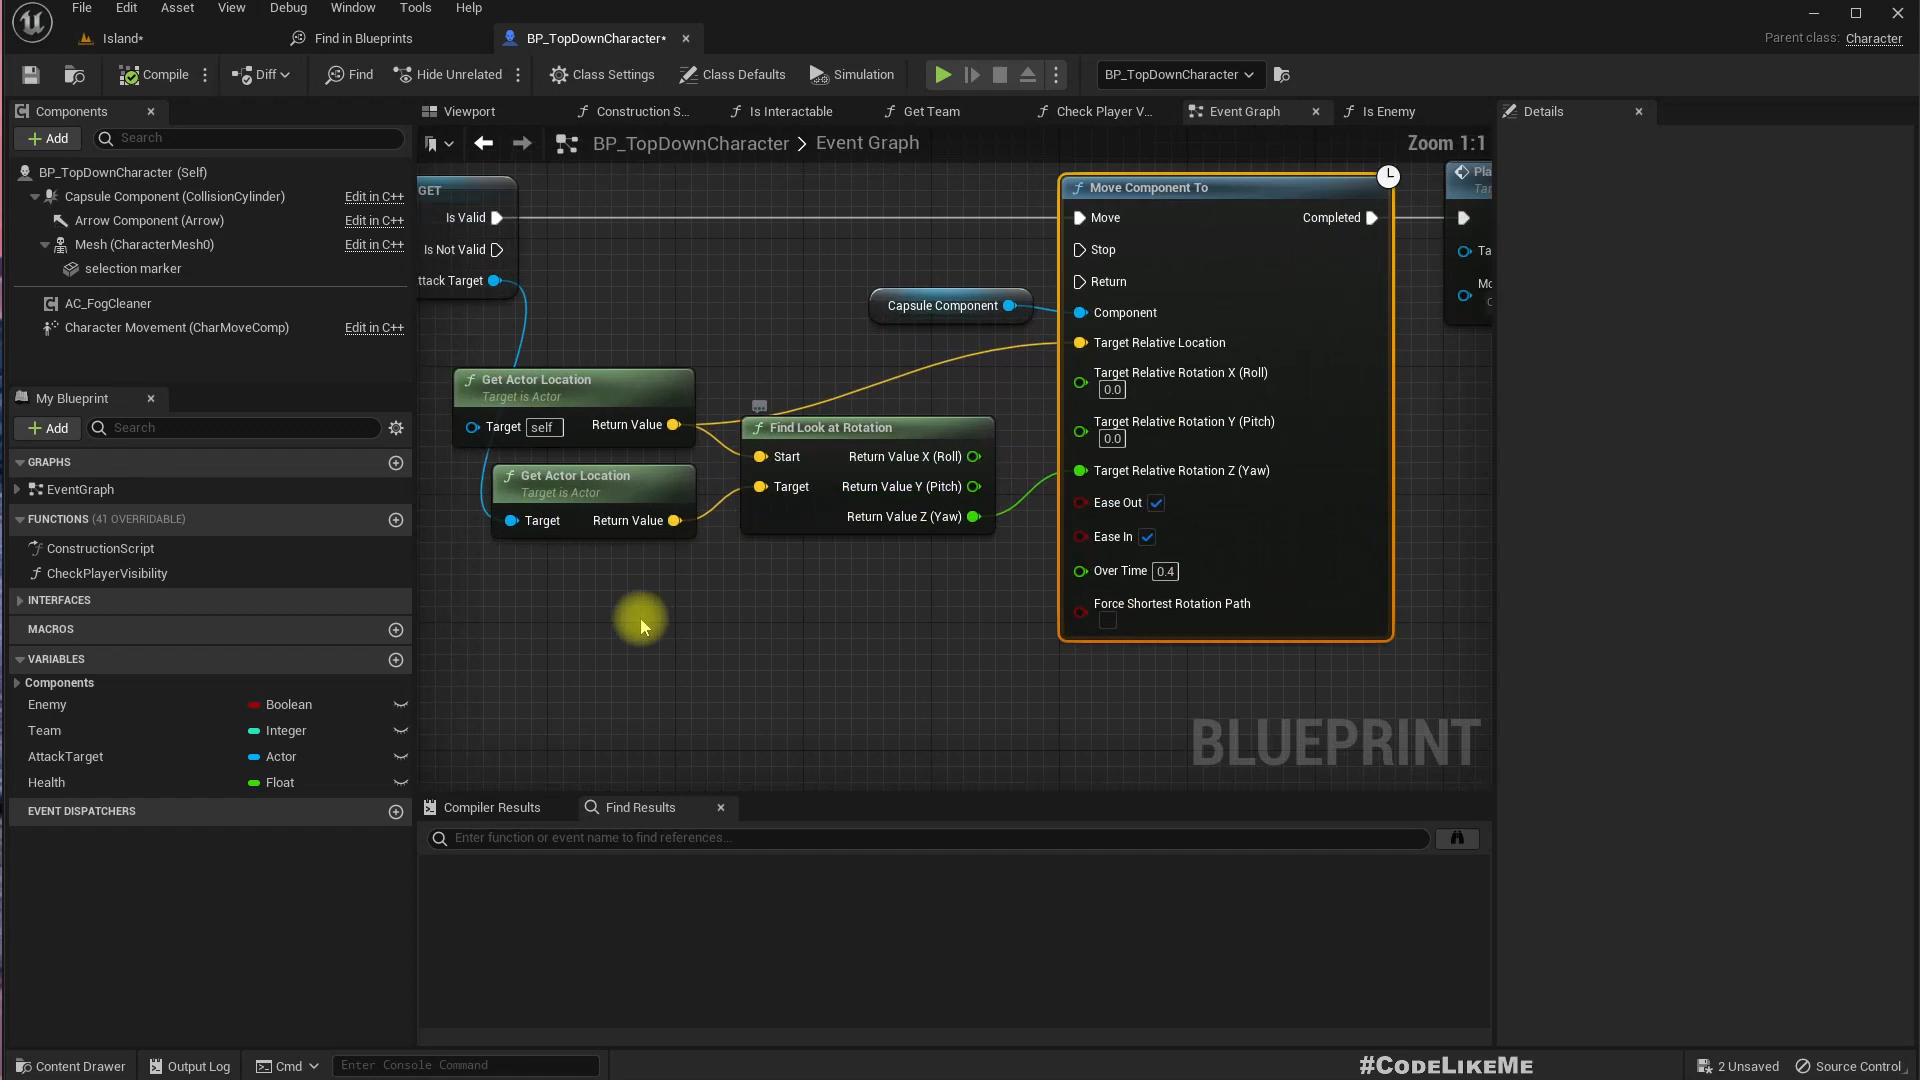 File Edit Asset View Debug Window Tools Help
Island* Find in Blueprints BP_TopDownCharacter* Parent class: Character
Compile Diff Find Hide Unrelated Class Settings Class Defaults Simulation BP_TopDownCharacter
Components
Add Search
BP_TopDownCharacter (Self)
Capsule Component (CollisionCylinder) Edit in C++
Arrow Component (Arrow) Edit in C++
Mesh (CharacterMesh0) Edit in C++
selection marker
AC_FogCleaner
Character Movement (CharMoveComp) Edit in C++
My Blueprint
Add Search
GRAPHS
EventGraph
FUNCTIONS (41 OVERRIDABLE)
ConstructionScript
CheckPlayerVisibility
INTERFACES
MACROS
VARIABLES
Components
Enemy Boolean
Team Integer
AttackTarget Actor
Health Float
EVENT DISPATCHERS
Viewport Construction S... Is Interactable Get Team Check Player V... Event Graph Is Enemy
BP_TopDownCharacter > Event Graph Zoom 1:1
GET
Is Valid
Is Not Valid
ttack Target
Get Actor Location
Target is Actor
Target self Return Value
Get Actor Location
Target is Actor
Target Return Value
Find Look at Rotation
Start Return Value X (Roll)
Target Return Value Y (Pitch)
Return Value Z (Yaw)
Capsule Component
Move Component To
Move Completed
Stop
Return
Component
Target Relative Location
Target Relative Rotation X (Roll)
0.0
Target Relative Rotation Y (Pitch)
0.0
Target Relative Rotation Z (Yaw)
Ease Out
Ease In
Over Time 0.4
Force Shortest Rotation Path
Pla
Tar
Ta
Mo
BLUEPRINT
Details
Compiler Results Find Results
Enter function or event name to find references...
Content Drawer Output Log Cmd Enter Console Command #CodeLikeMe 2 Unsaved Source Control